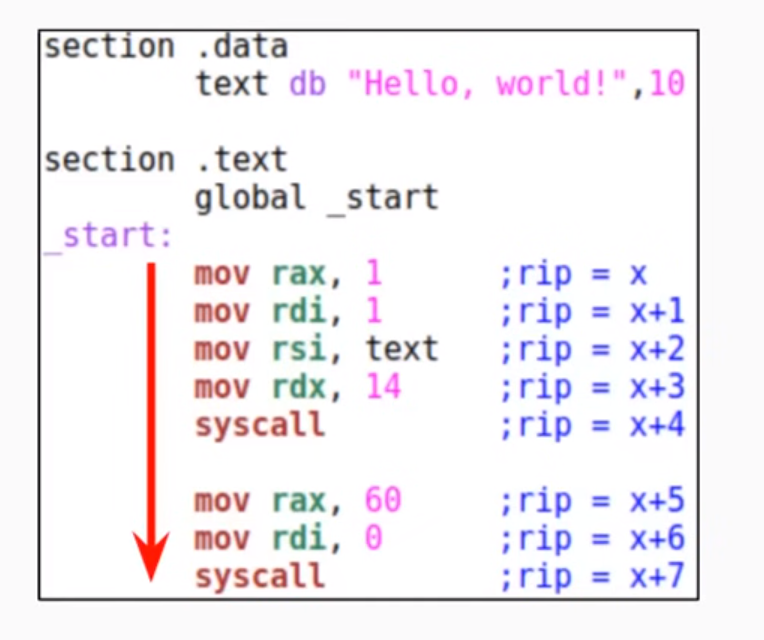 section .data
text db "Hello, world!",10
section .text
global _start
_start:
mov rax, 1 ;rip = x
mov rdi, 1 ;rip = x+1
mov rsi, text ;rip = x+2
mov rdx, 14 ;rip = x+3
syscall ;rip = x+4
mov rax, 60 ;rip = x+5
mov rdi, 0 ;rip = x+6
syscall ;rip = x+7